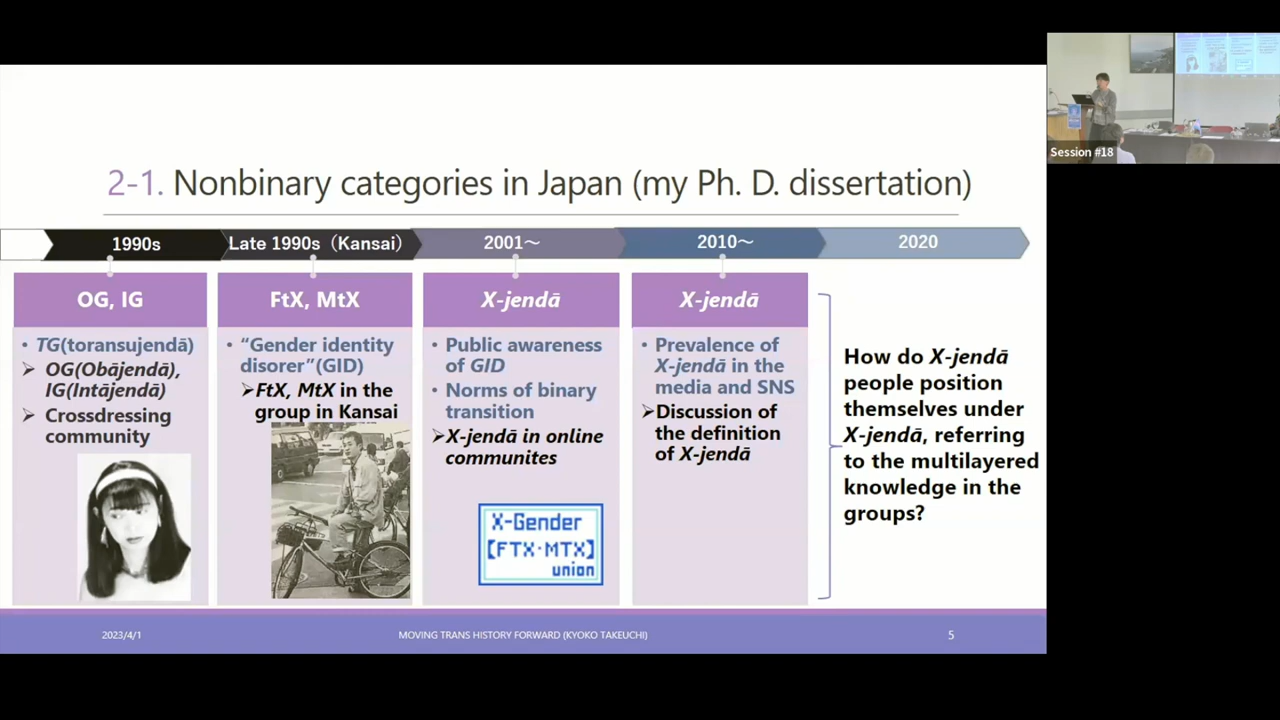 2-1. Nonbinary categories in Japan (my Ph. D. dissertation)
1990s
Late 1990s（Kansai）
2001～
2010～
2020
OG, IG
• TG(toransujendā)
➢ OG(Obājendā),
IG(Intājendā)
➢ Crossdressing
community
FtX, MtX
• “Gender identity
disorer”(GID)
➢FtX, MtX in the
group in Kansai
X-jendā
• Public awareness
of GID
• Norms of binary
transition
➢X-jendā in online
communites
X-Gender
【FTX·MTX】
union
X-jendā
• Prevalence of
X-jendā in the
media and SNS
➢Discussion of
the definition
of X-jendā
How do X-jendā
people position
themselves under
X-jendā, referring
to the multilayered
knowledge in the
groups?
2023/4/1
MOVING TRANS HISTORY FORWARD (KYOKO TAKEUCHI)
5
Session #18